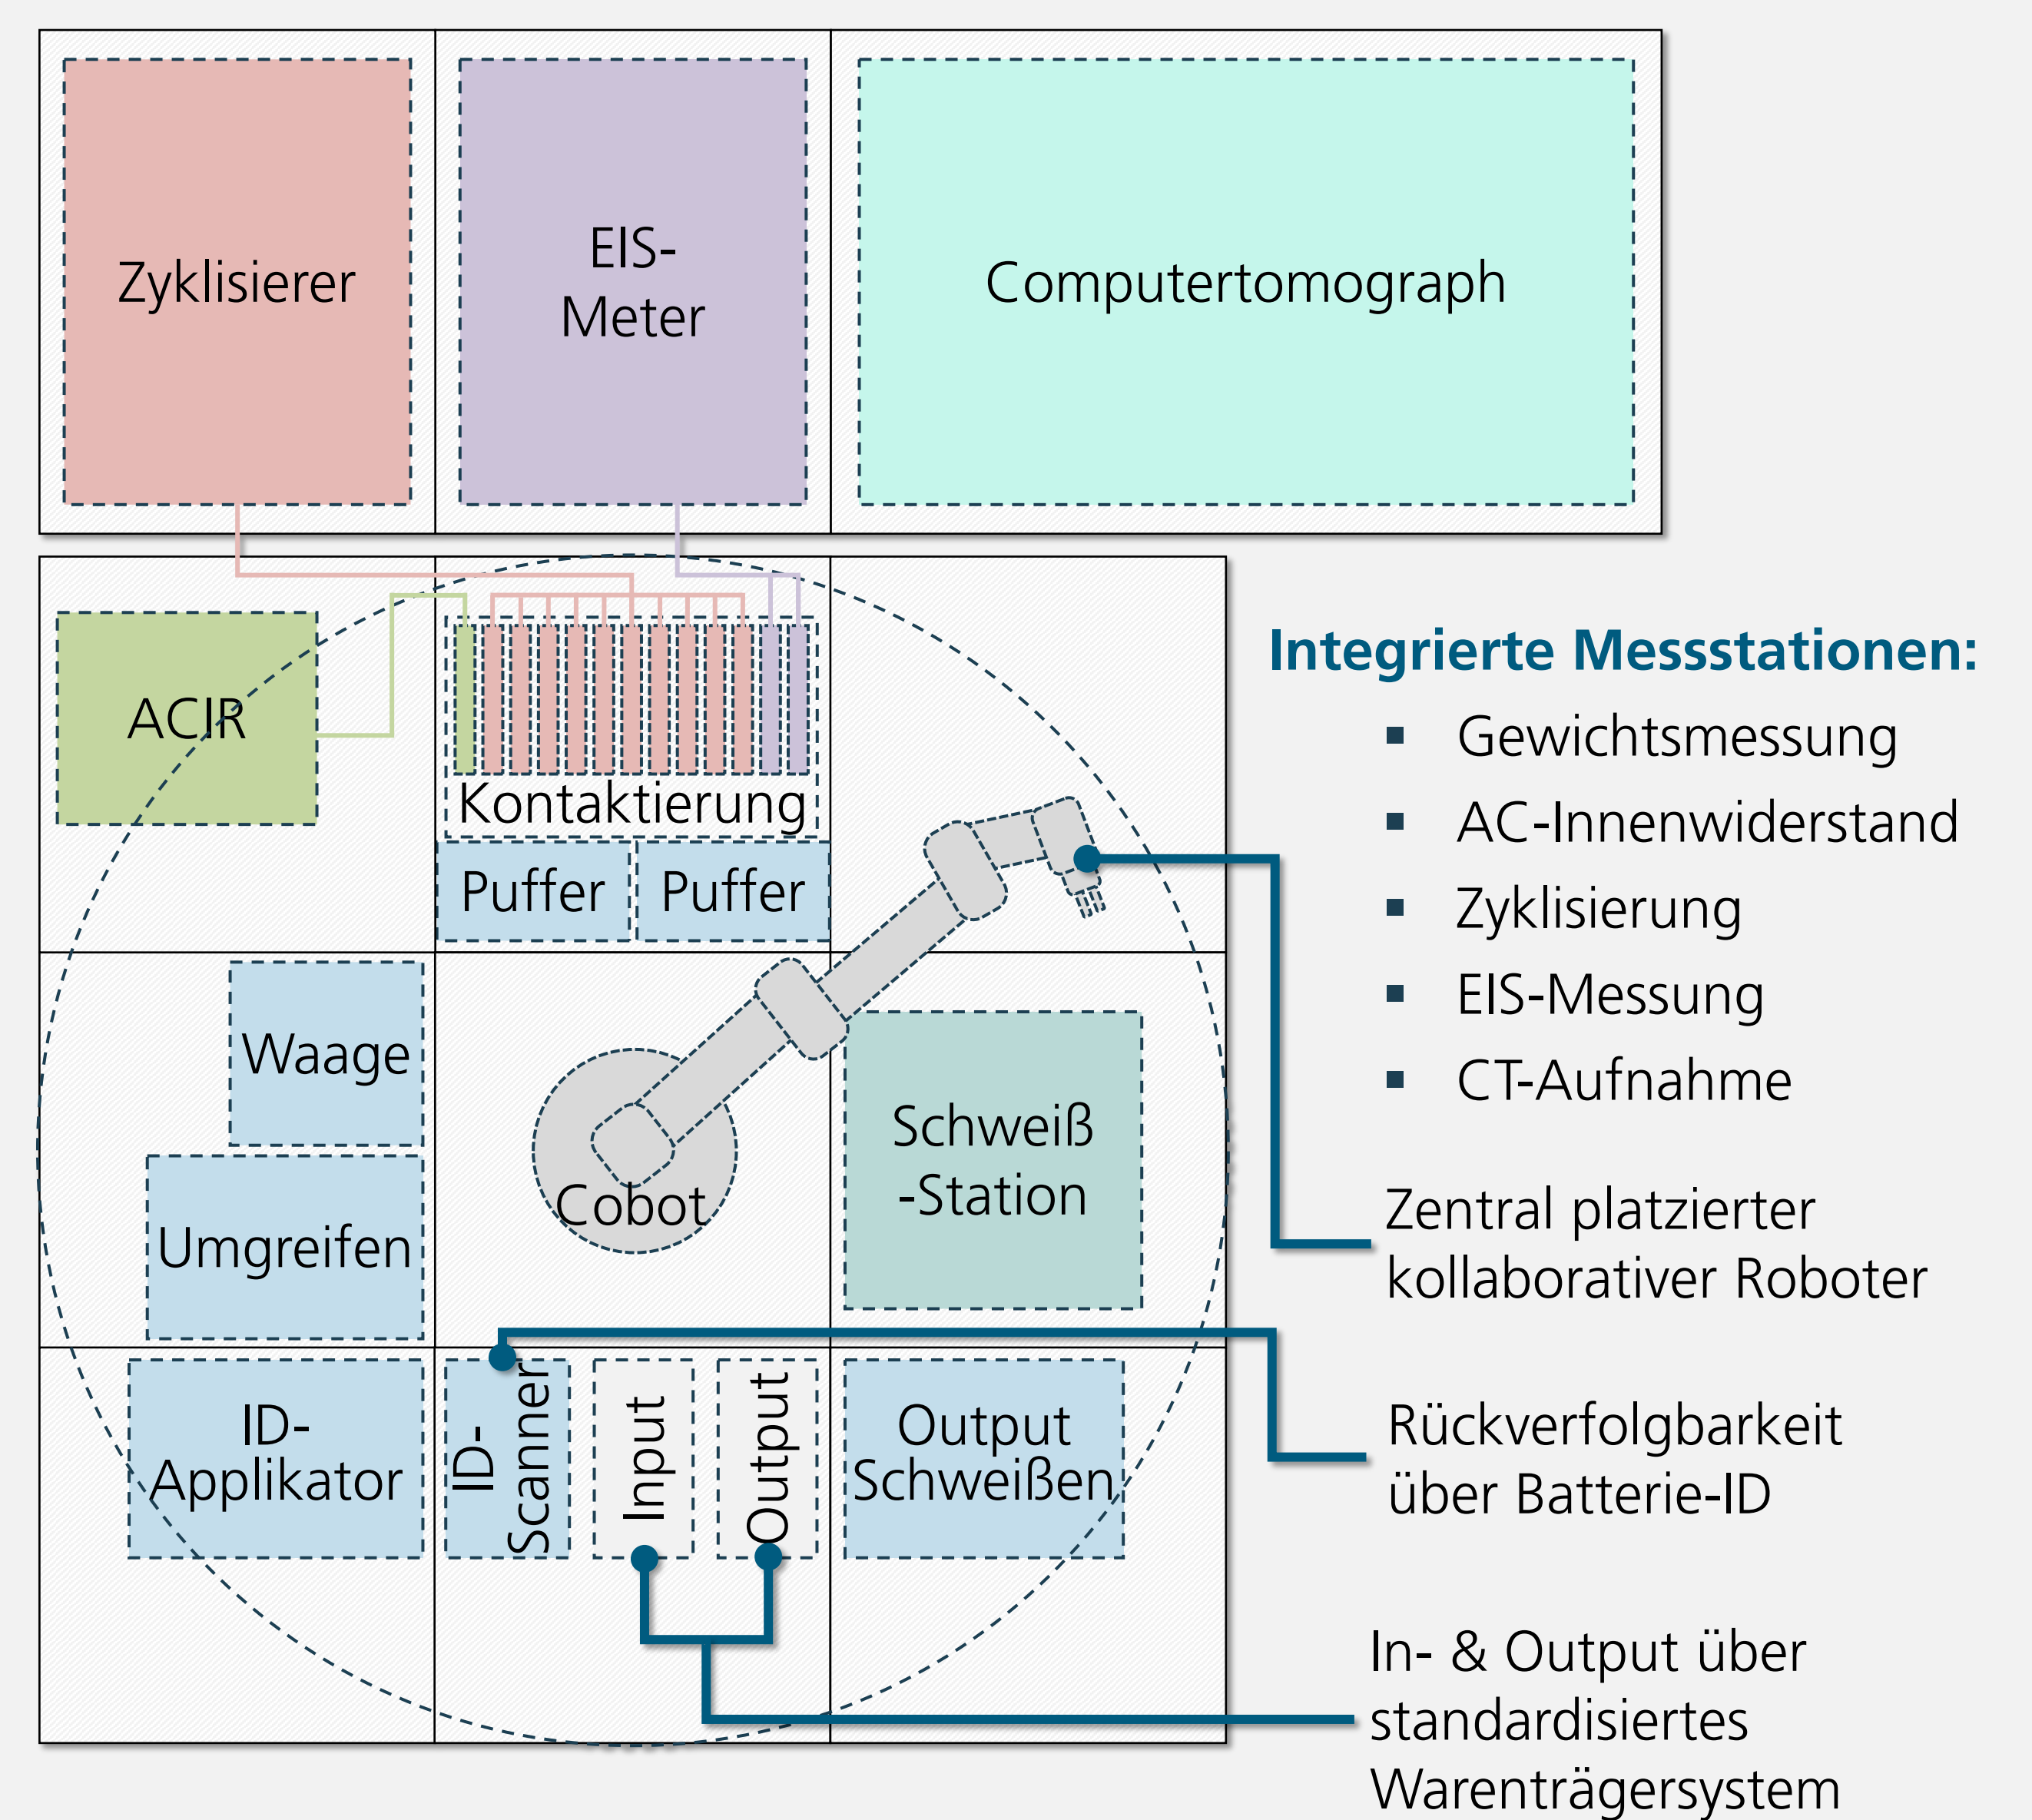 Zyklisierer
EIS-
Meter
Computertomograph
ACIR
Kontaktierung
Puffer
Puffer
Waage
Umgreifen
Cobot
Schweiß
-Station
ID-
Applikator
ID-
Scanner
Input
Output
Output
Schweißen
Integrierte Messstationen:
▪ Gewichtsmessung
▪ AC-Innenwiderstand
▪ Zyklisierung
▪ EIS-Messung
▪ CT-Aufnahme
Zentral platzierter
kollaborativer Roboter
Rückverfolgbarkeit
über Batterie-ID
In- & Output über
standardisiertes
Warenträgersystem